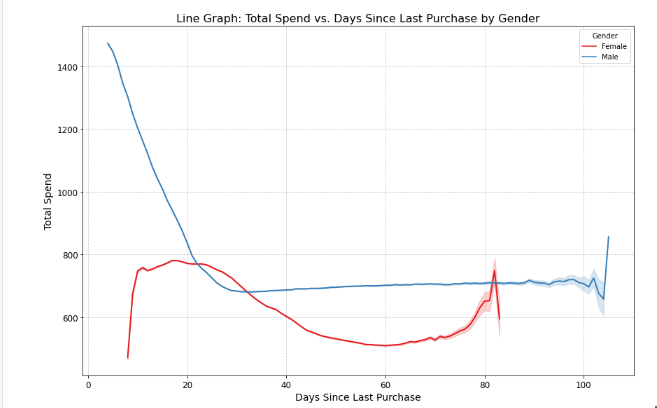 Line Graph: Total Spend vs. Days Since Last Purchase by Gender
Gender
Female
Male
Total Spend
1400
1200
1000
800
600
0 20 40 60 80 100
Days Since Last Purchase